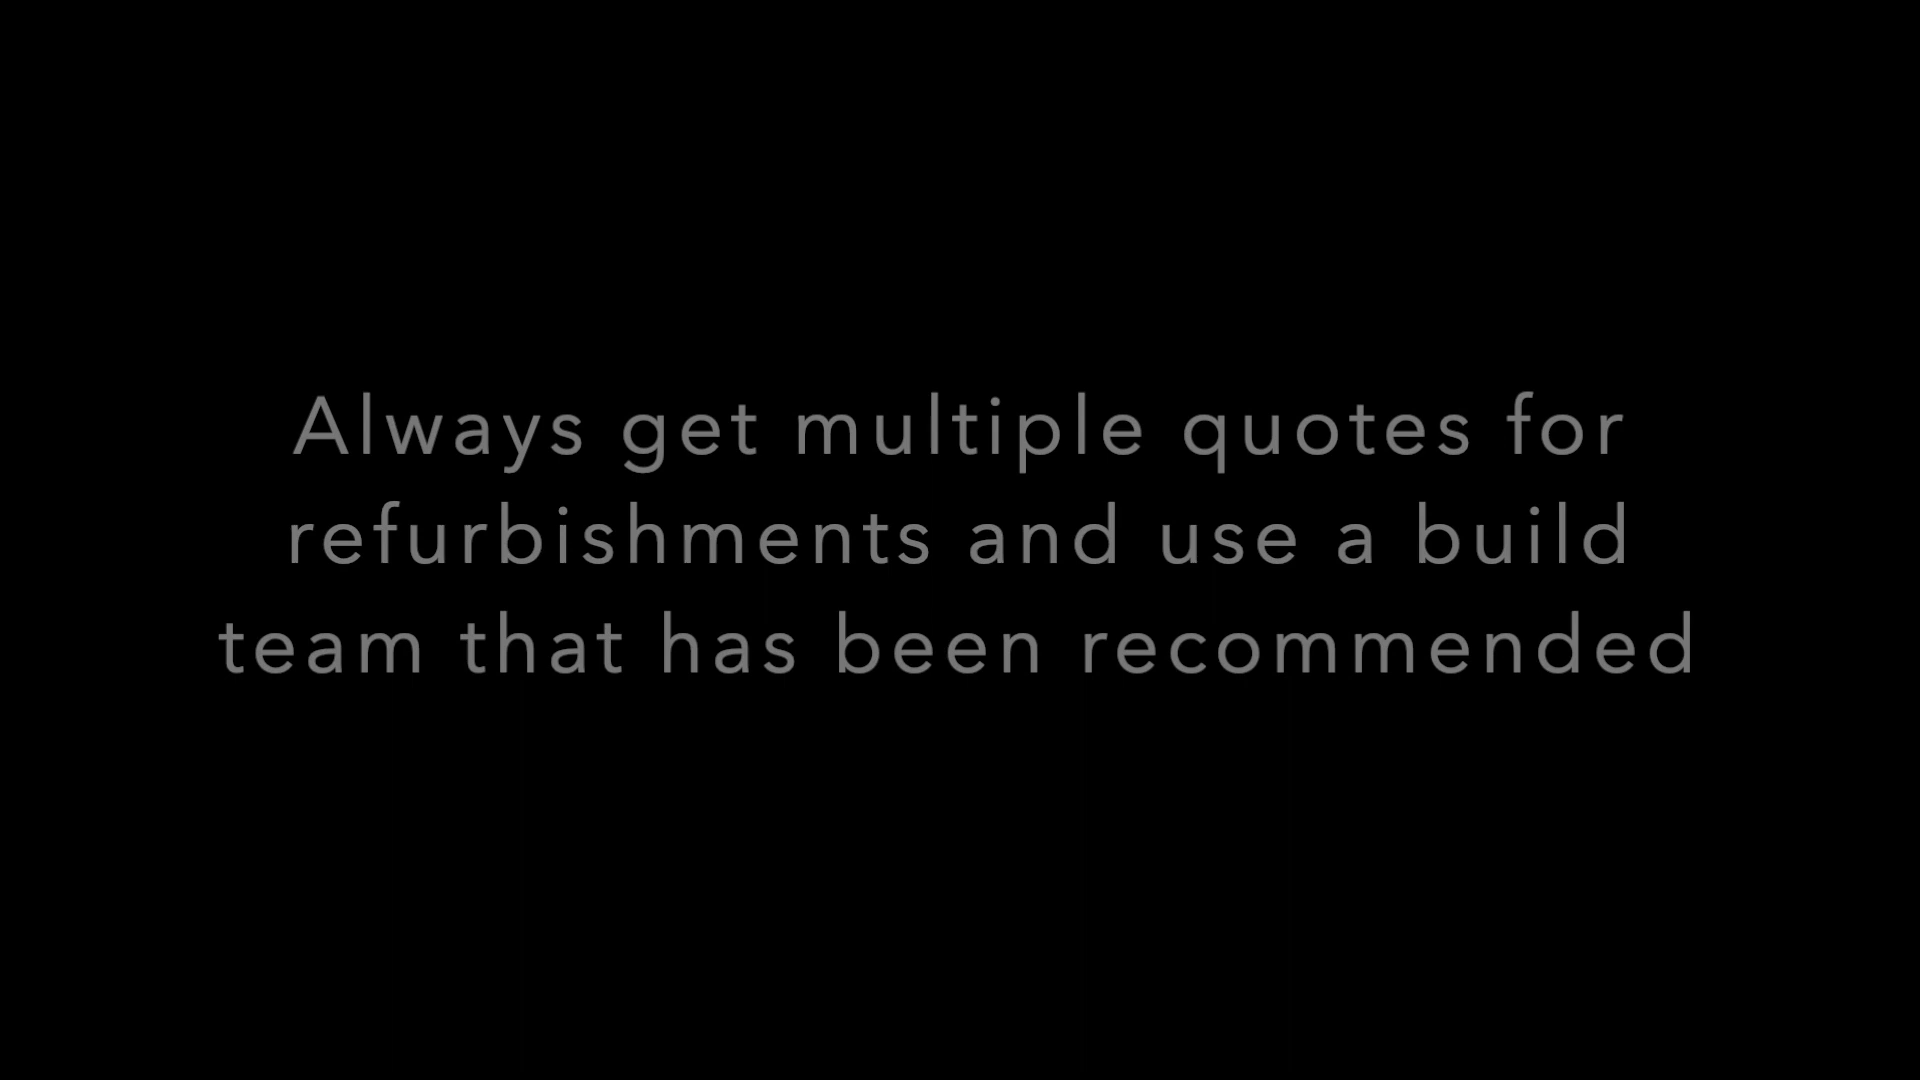 Always get multiple quotes for
refurbishments and use a build
team that has been recommended